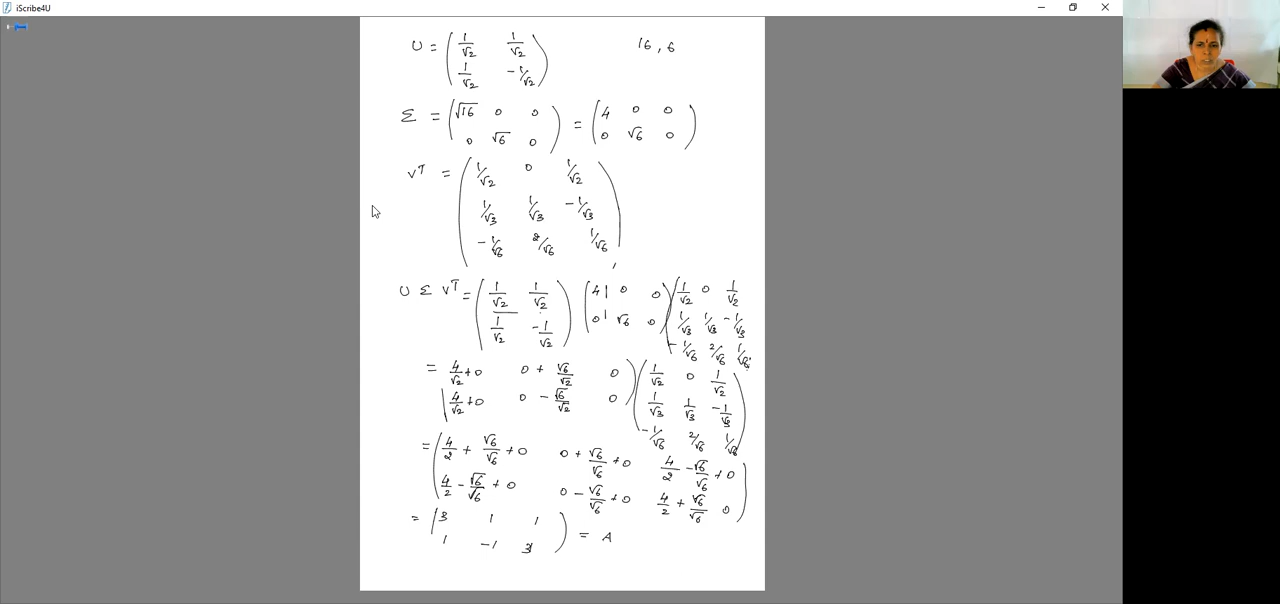 iScribe4U
U = ( 1/√2 1/√2
1/√2 -1/√2 ) 16, 6
Σ = ( √16 0 0
0 √6 0 ) = ( 4 0 0
0 √6 0 )
VT = ( 1/√2 0 1/√2
1/√3 1/√3 -1/√3
-1/√6 2/√6 1/√6 )
U Σ VT = ( 1/√2 1/√2
1/√2 -1/√2 ) ( 4 0 0
0 √6 0 ) ( 1/√2 0 1/√2
1/√3 1/√3 -1/√3
-1/√6 2/√6 1/√6 )
= 4/√2 + 0 0 + √6/√2 0
4/√2 + 0 0 - √6/√2 0 ) ( 1/√2 0 1/√2
1/√3 1/√3 -1/√3
-1/√6 2/√6 1/√6 )
= ( 4/2 + √6/√6 + 0 0 + √6/√6 + 0 4/2 - √6/√6 + 0
4/2 - √6/√6 + 0 0 - √6/√6 + 0 4/2 + √6/√6 0 )
= ( 3 1 1
1 -1 3 ) = A